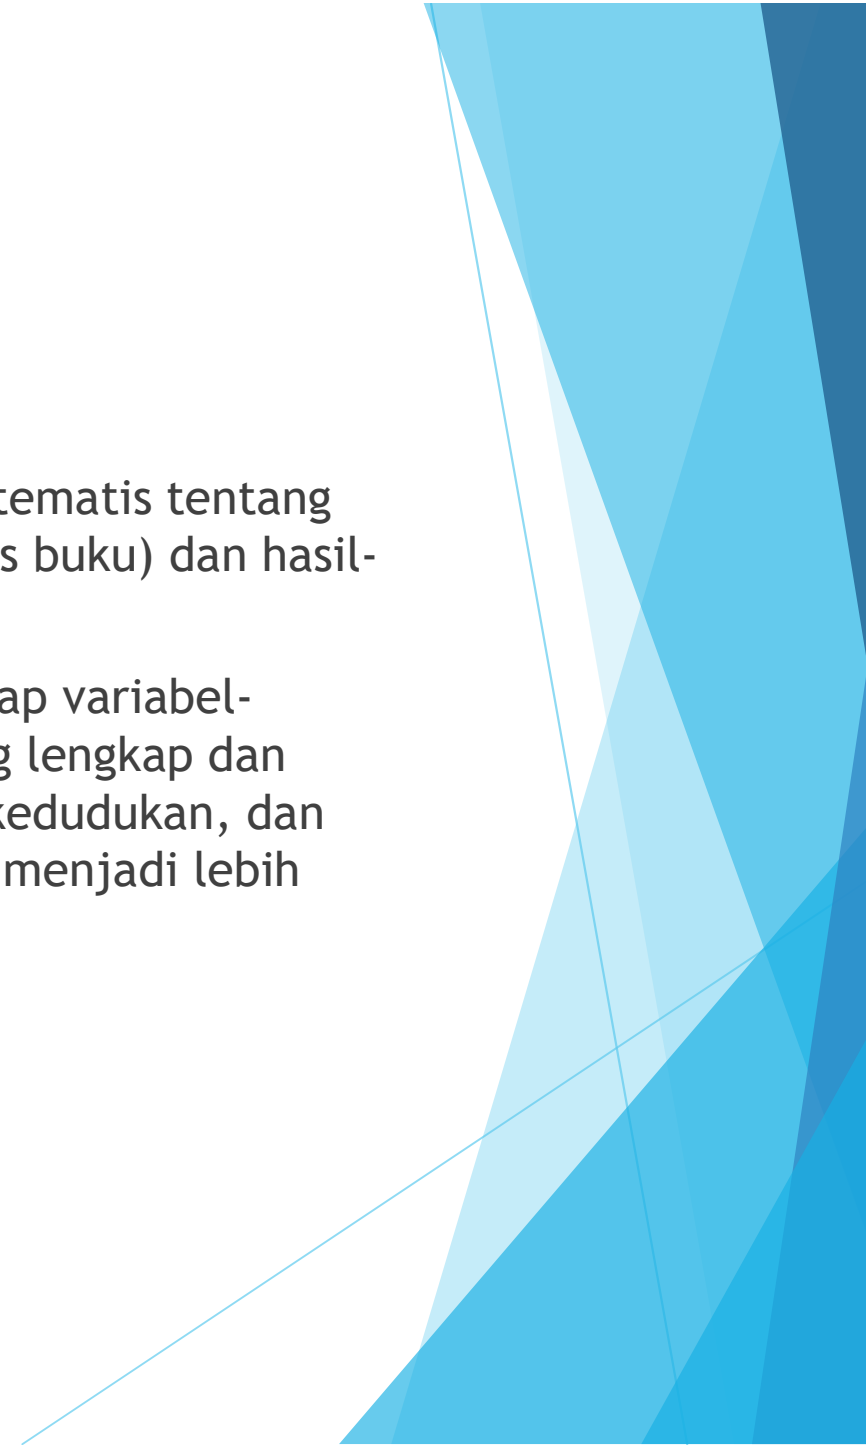 tematis tentang
s buku) dan hasil-
ap variabel-
g lengkap dan
kedudukan, dan
menjadi lebih